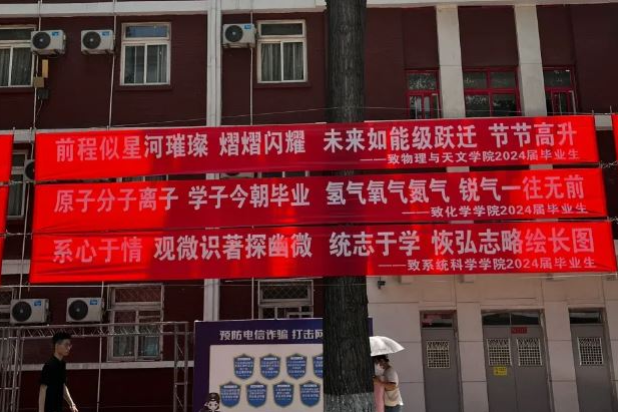 前程似星河璀璨 熠熠闪耀 未来如能级跃迁 节节高升
——致物理与天文学院2024届毕业生
原子分子离子 学子今朝毕业 氢气氧气氮气 锐气一往无前
——致化学学院2024届毕业生
系心于情 观微识著探幽微 统志于学 恢弘志略绘长图
——致系统科学学院2024届毕业生
预防电信诈骗 打击网